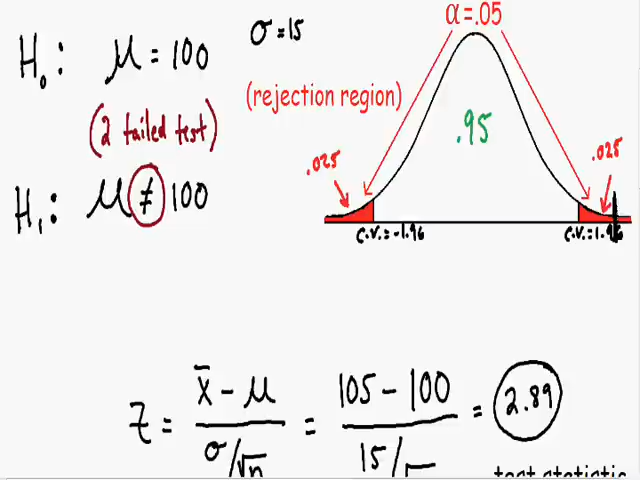 H₀: μ = 100
σ = 15
α = .05
(rejection region)
(2 tailed test)
H₁: μ ≠ 100
.95
.025
.025
c.v. = -1.96
c.v. = 1.96
z = (x̄ - μ) / (σ/√n) = (105 - 100) / (15/√ = 2.89
test statistic